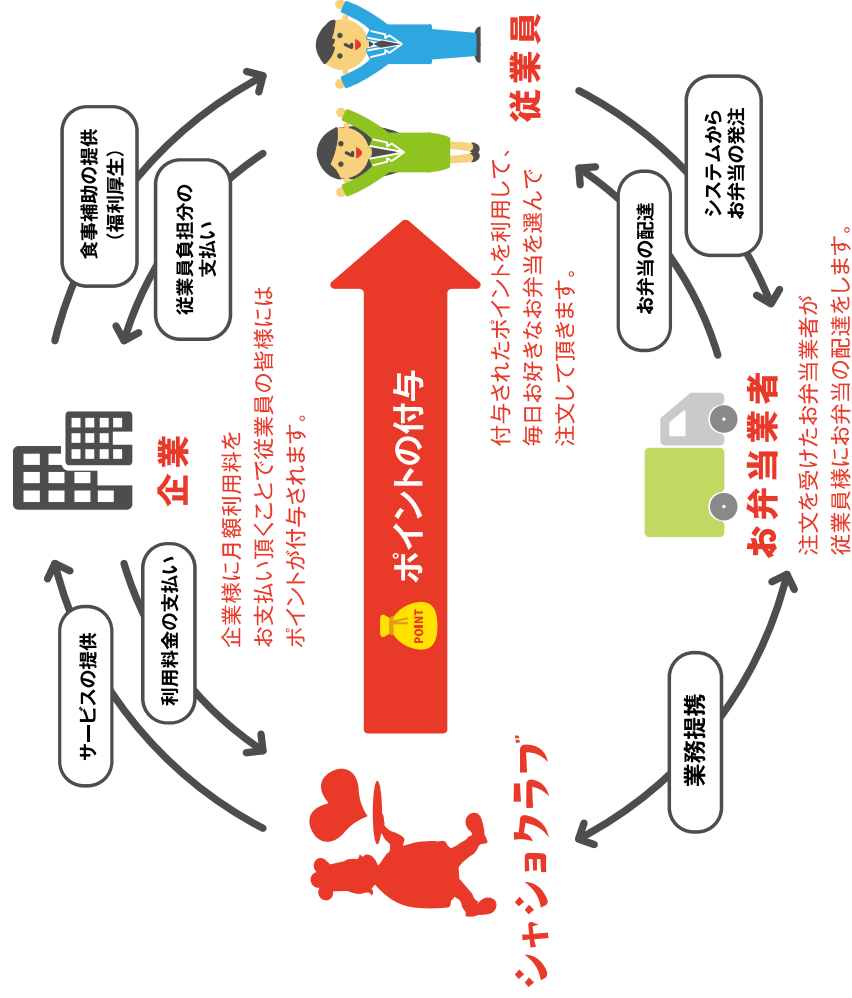 企業
サービスの提供
利用料金の支払い
食事補助の提供
(福利厚生)
従業員負担分の
支払い
企業様に月額利用料を
お支払い頂くことで従業員の皆様には
ポイントが付与されます。
シャショクラブ
POINT
ポイントの付与
従業員
付与されたポイントを利用して、
毎日お好きなお弁当を選んで
注文して頂きます。
業務提携
お弁当の配達
システムから
お弁当の発注
お弁当業者
注文を受けたお弁当業者が
従業員様にお弁当の配達をします。